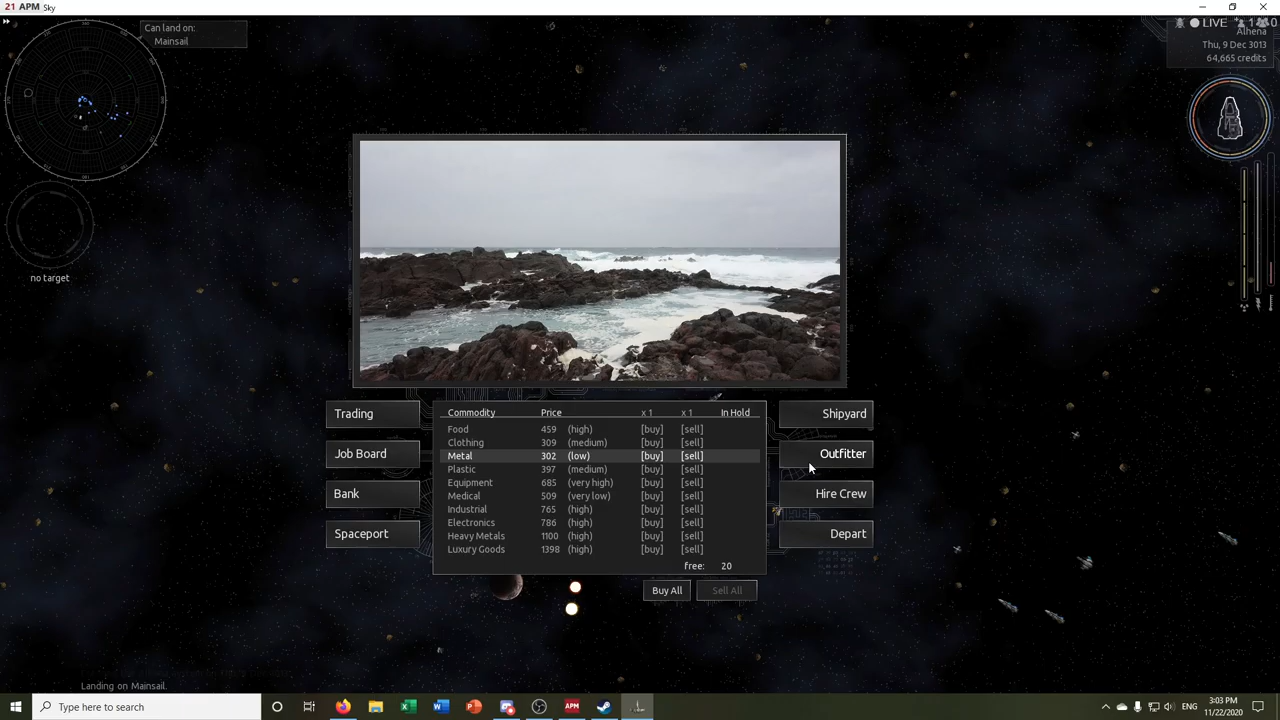 21 APM Sky
Can land on:
Mainsail
LIVE
Alhena
Thu, 9 Dec 3013
64,665 credits
no target
Trading
Job Board
Bank
Spaceport
Commodity Price x 1 x 1 In Hold
Food 459 (high) [buy] [sell]
Clothing 309 (medium) [buy] [sell]
Metal 302 (low) [buy] [sell]
Plastic 397 (medium) [buy] [sell]
Equipment 685 (very high) [buy] [sell]
Medical 509 (very low) [buy] [sell]
Industrial 765 (high) [buy] [sell]
Electronics 786 (high) [buy] [sell]
Heavy Metals 1100 (high) [buy] [sell]
Luxury Goods 1398 (high) [buy] [sell]
free: 20
Buy All Sell All
Shipyard
Outfitter
Hire Crew
Depart
Landing on Mainsail.
Type here to search
APM
ENG
3:03 PM
11/22/2020